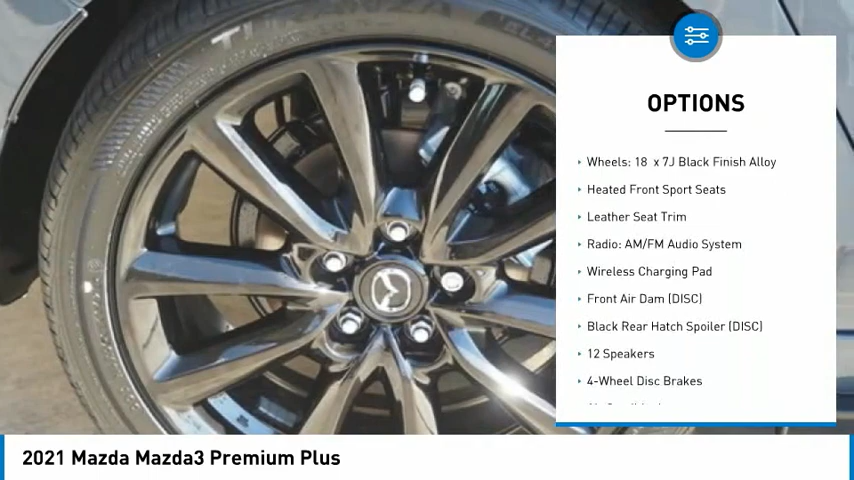 OPTIONS
Wheels: 18 x 7J Black Finish Alloy
Heated Front Sport Seats
Leather Seat Trim
Radio: AM/FM Audio System
Wireless Charging Pad
Front Air Dam (DISC)
Black Rear Hatch Spoiler (DISC)
12 Speakers
4-Wheel Disc Brakes
2021 Mazda Mazda3 Premium Plus